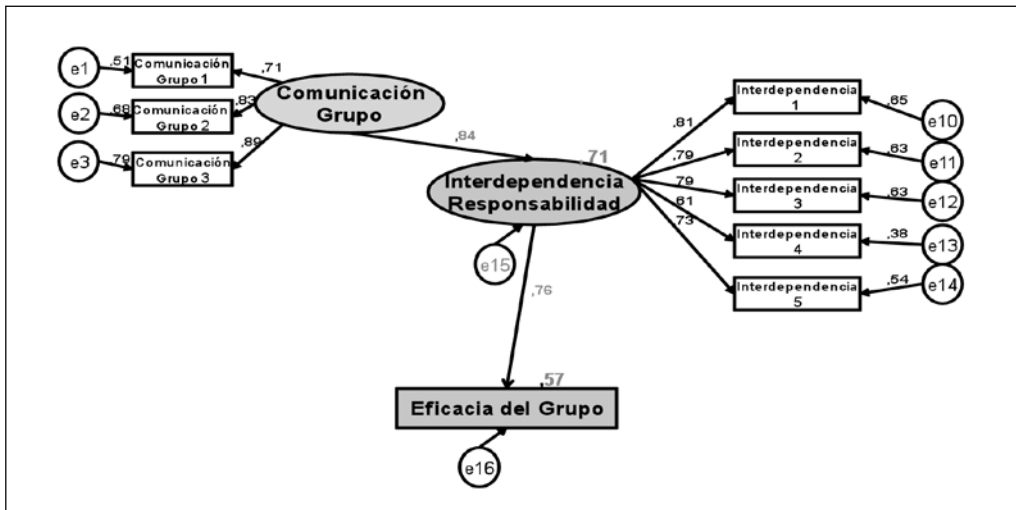 e1
,51
Comunicación
Grupo 1
,71
e2
,68
Comunicación
Grupo 2
,83
e3
,79
Comunicación
Grupo 3
,89
Comunicación
Grupo
,84
,71
Interdependencia
Responsabilidad
e15
,76
,57
Eficacia del Grupo
e16
,81
Interdependencia
1
,65
e10
,79
Interdependencia
2
,63
e11
,79
Interdependencia
3
,63
e12
,61
Interdependencia
4
,38
e13
,73
Interdependencia
5
,54
e14